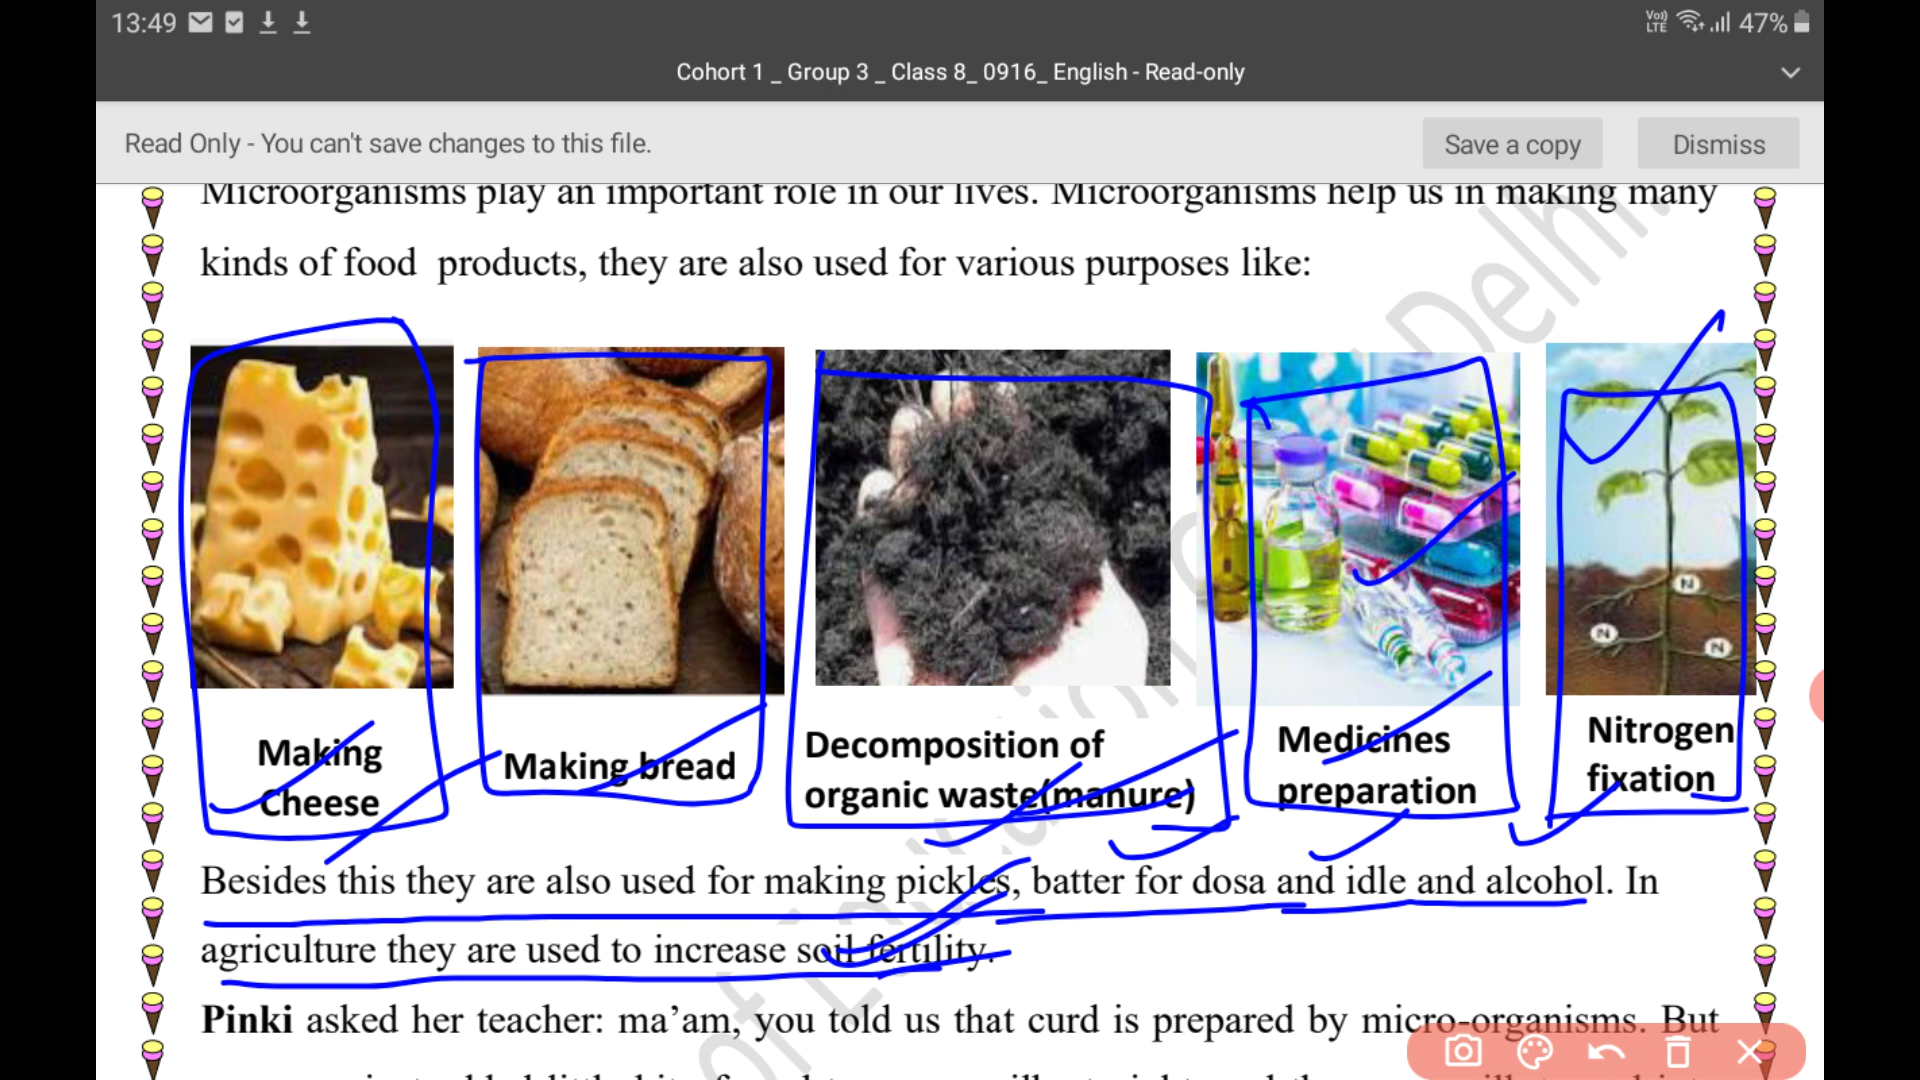 13:49
47%
Cohort 1 _ Group 3 _ Class 8_ 0916_ English - Read-only
Read Only - You can't save changes to this file.
Save a copy
Dismiss
Microorganisms play an important role in our lives. Microorganisms help us in making many
kinds of food products, they are also used for various purposes like:
N
N
N
Making
Cheese
Making bread
Decomposition of
organic waste(manure)
Medicines
preparation
Nitrogen
fixation
Besides this they are also used for making pickles, batter for dosa and idle and alcohol. In
agriculture they are used to increase soil fertility.
Pinki asked her teacher: ma'am, you told us that curd is prepared by micro-organisms. But